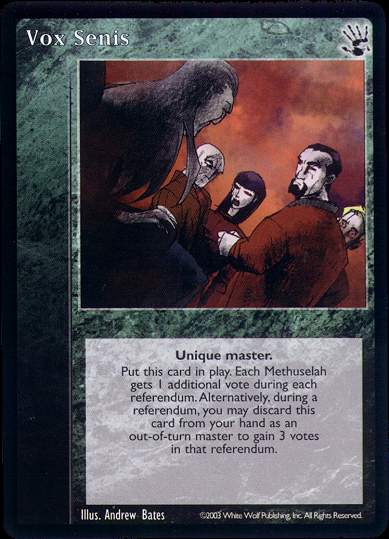 Vox Senis
Unique master.
Put this card in play. Each Methuselah
gets 1 additional vote during each
referendum. Alternatively, during a
referendum, you may discard this
card from your hand as an
out-of-turn master to gain 3 votes
in that referendum.
Illus. Andrew Bates
©2003 White Wolf Publishing, Inc. All Rights Reserved.